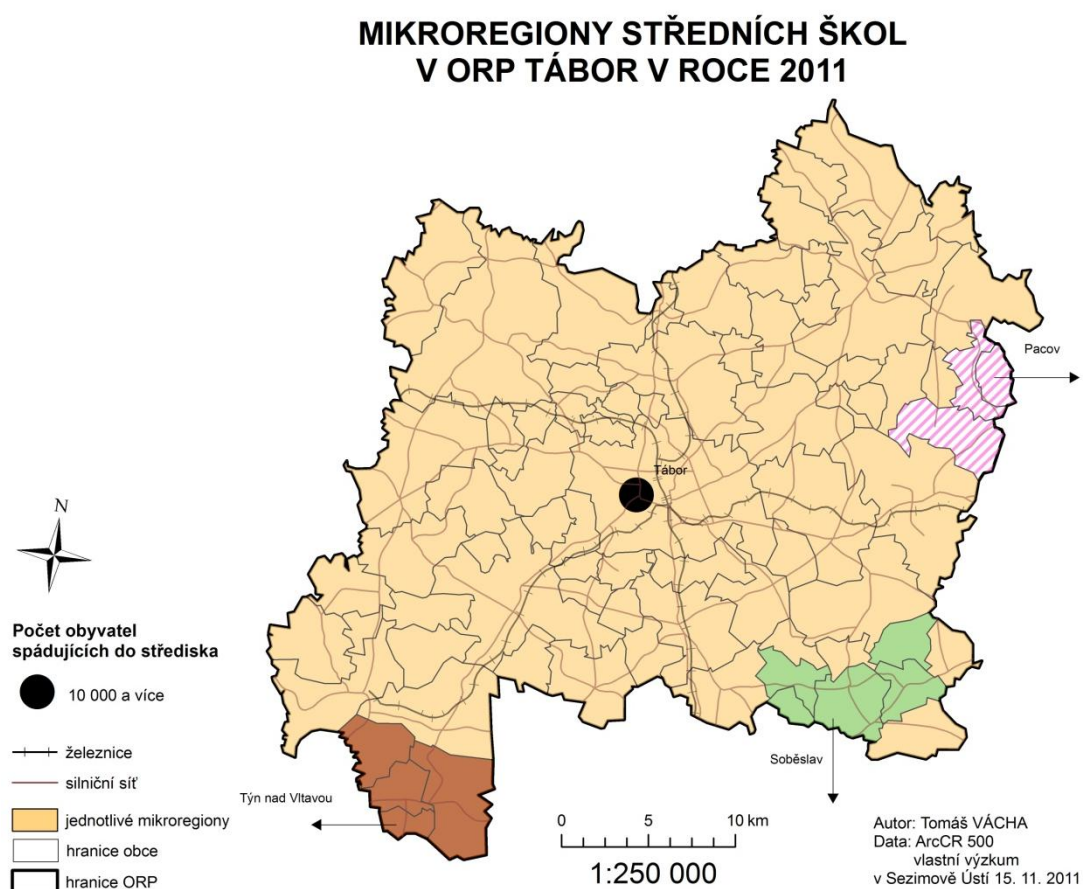 MIKROREGIONY STŘEDNÍCH ŠKOL
V ORP TÁBOR V ROCE 2011
Pacov
Tábor
N
Počet obyvatel
spádujících do střediska
10 000 a více
železnice
silniční síť
jednotlivé mikroregiony
hranice obce
hranice ORP
Soběslav
Týn nad Vltavou
0 5 10 km
1:250 000
Autor: Tomáš VÁCHA
Data: ArcCR 500
vlastní výzkum
v Sezimově Ústí 15. 11. 2011